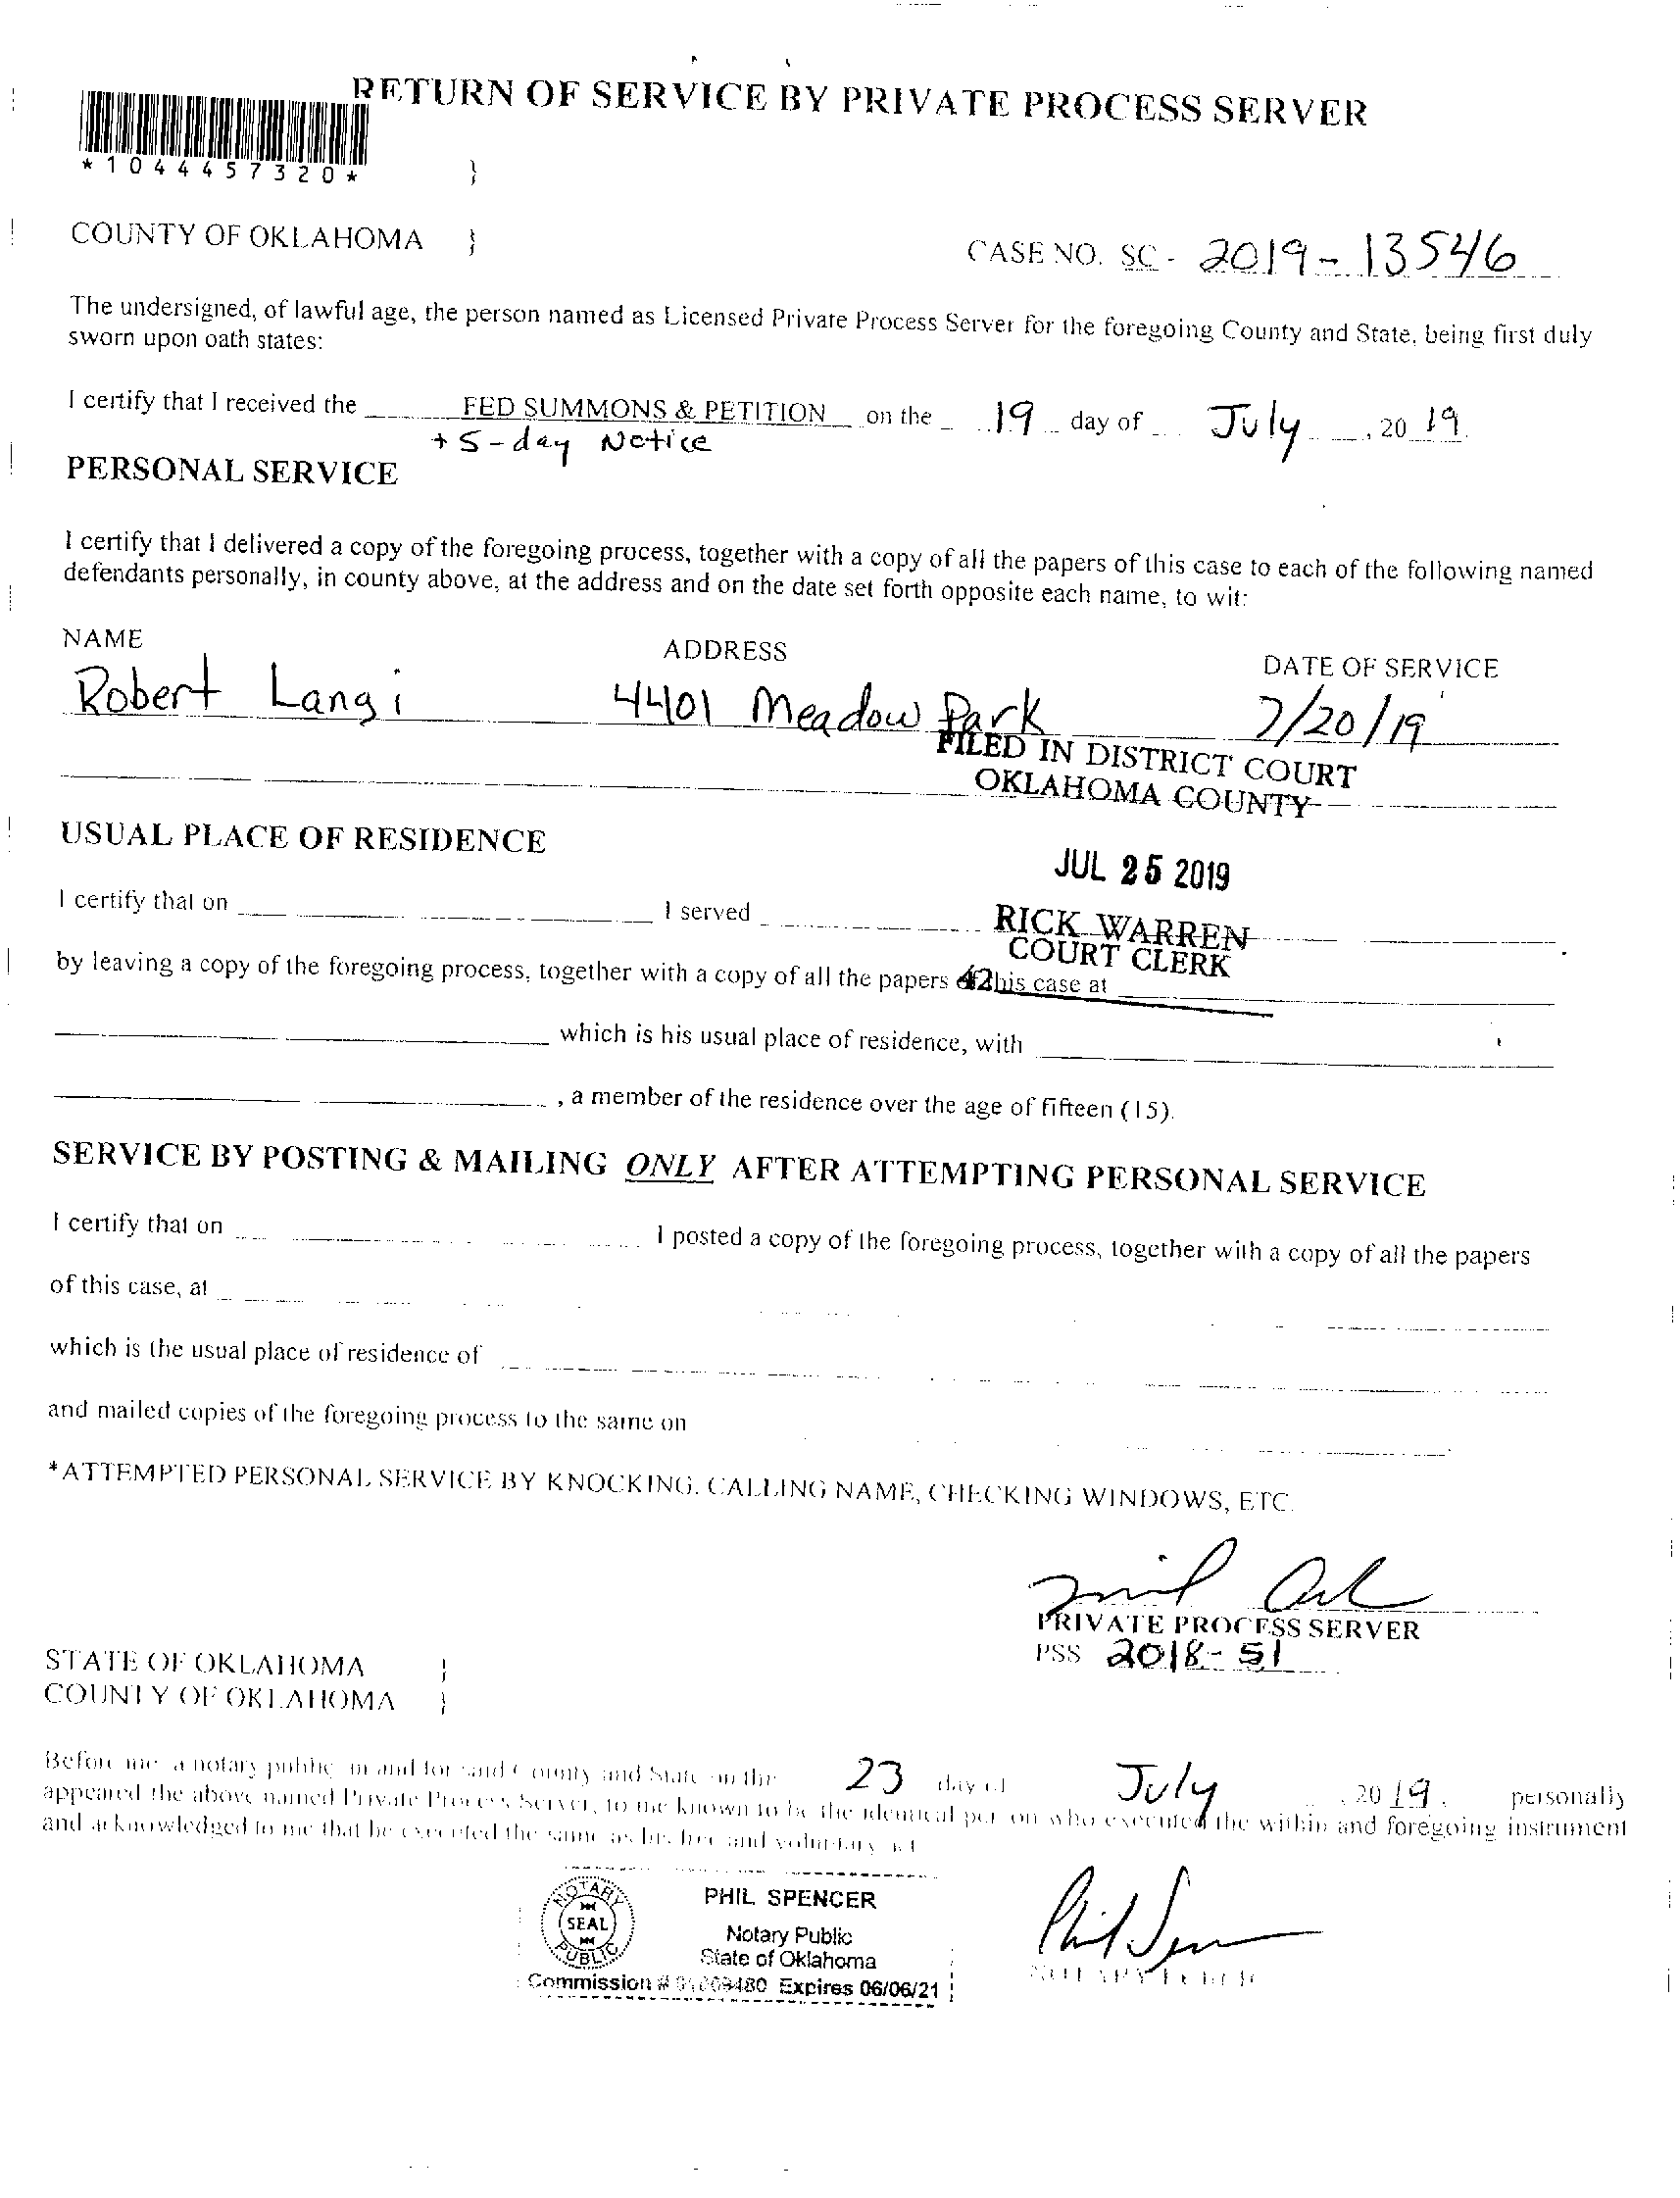 RETURN OF SERVICE BY PRIVATE PROCESS SERVER
*1044457320*
}
COUNTY OF OKLAHOMA }
CASE NO. SC - 2019-13546
The undersigned, of lawful age, the person named as Licensed Private Process Server for the foregoing County and State, being first duly
sworn upon oath states:
I certify that I received the FED SUMMONS & PETITION on the 19 day of July, 20 19.
+ 5-day Notice
PERSONAL SERVICE
I certify that I delivered a copy of the foregoing process, together with a copy of all the papers of this case to each of the following named
defendants personally, in county above, at the address and on the date set forth opposite each name, to wit:
NAME ADDRESS DATE OF SERVICE
Robert Langi 4401 Meadow Park 7/20/19
FILED IN DISTRICT COURT
OKLAHOMA COUNTY
USUAL PLACE OF RESIDENCE
JUL 25 2019
I certify that on I served
RICK WARREN
COURT CLERK
by leaving a copy of the foregoing process, together with a copy of all the papers of this case at
42
which is his usual place of residence, with
, a member of the residence over the age of fifteen (15).
SERVICE BY POSTING & MAILING ONLY AFTER ATTEMPTING PERSONAL SERVICE
I certify that on I posted a copy of the foregoing process, together with a copy of all the papers
of this case, at
which is the usual place of residence of
and mailed copies of the foregoing process to the same on
*ATTEMPTED PERSONAL SERVICE BY KNOCKING, CALLING NAME, CHECKING WINDOWS, ETC.
PRIVATE PROCESS SERVER
PSS 2018-51
STATE OF OKLAHOMA }
COUNTY OF OKLAHOMA }
Before me a notary public in and for said County and State on the 23 day of July, 2019, personally
appeared the above named Private Process Server, to me known to be the identical person who executed the within and foregoing instrument
and acknowledged to me that he executed the same as his free and voluntary act
NOTARY PUBLIC
SEAL
PHIL SPENCER
Notary Public
State of Oklahoma
Commission # Expires 06/06/21
Phil Spencer
NOTARY PUBLIC